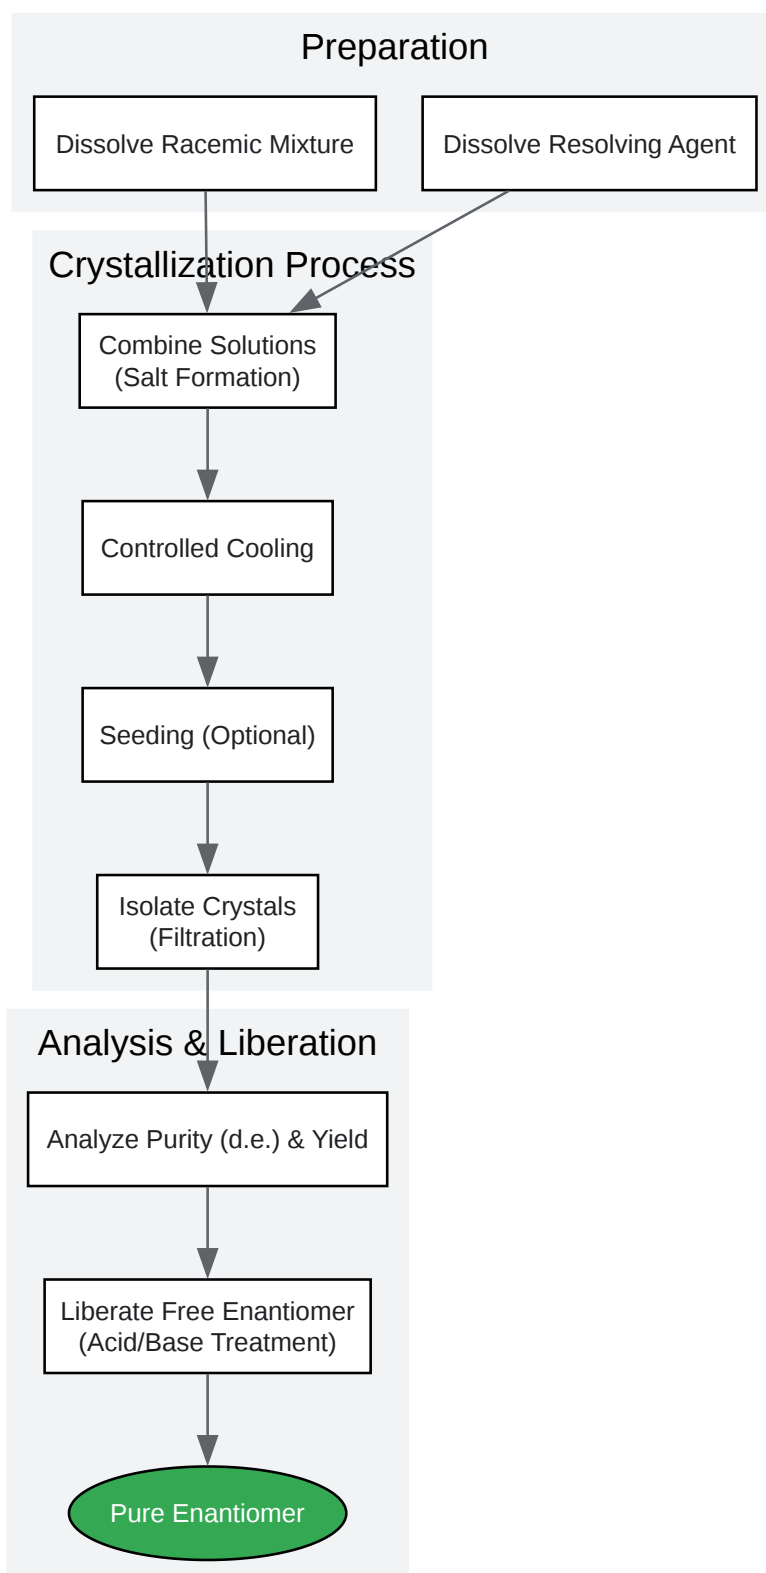 Preparation
Dissolve Racemic Mixture
Dissolve Resolving Agent
Crystallization Process
Combine Solutions
(Salt Formation)
Controlled Cooling
Seeding (Optional)
Isolate Crystals
(Filtration)
Analysis & Liberation
Analyze Purity (d.e.) & Yield
Liberate Free Enantiomer
(Acid/Base Treatment)
Pure Enantiomer